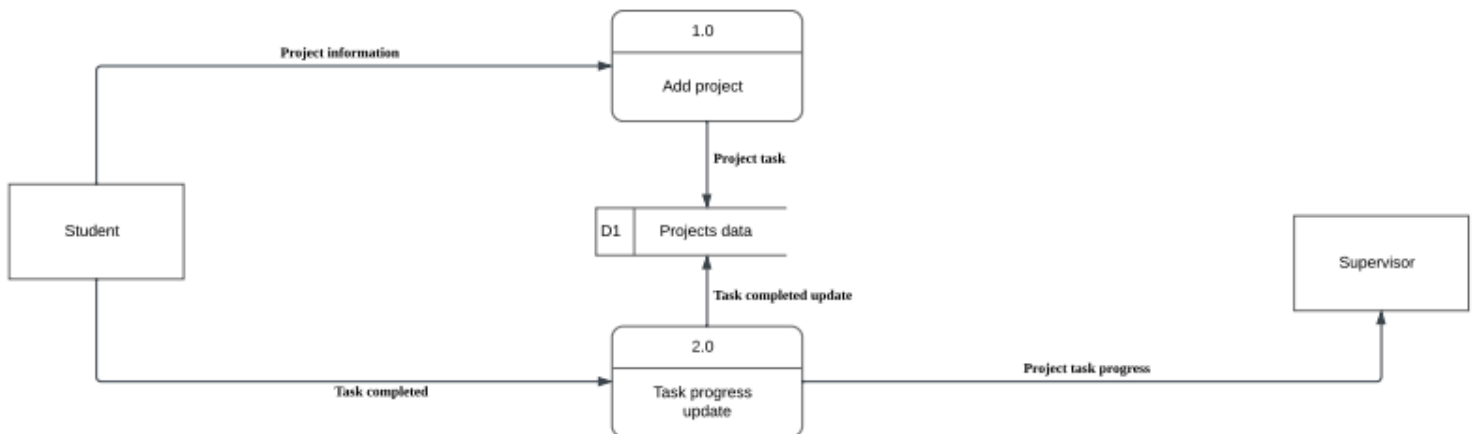 1.0
Project information
Add project
Project task
Student
D1
Projects data
Supervisor
Task completed update
2.0
Project task progress
Task completed
Task progress
update